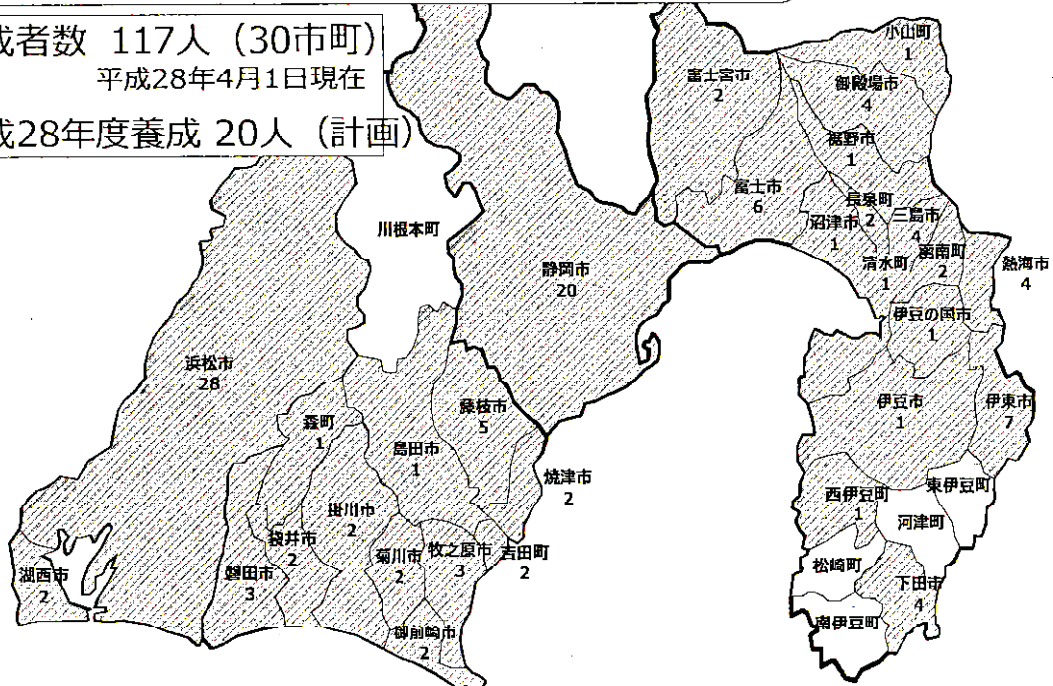 成者数 117人（30市町）
平成28年4月1日現在
成28年度養成 20人（計画）
小山町
1
富士宮市
2
御殿場市
4
裾野市
1
富士市
6
長泉町
2
沼津市
1
三島市
4
函南町
2
清水町
1
熱海市
4
川根本町
静岡市
20
伊豆の国市
1
浜松市
28
藤枝市
5
伊豆市
1
伊東市
7
森町
1
島田市
1
焼津市
2
西伊豆町
1
東伊豆町
掛川市
2
河津町
袋井市
2
菊川市
2
牧之原市
3
吉田町
2
松崎町
湖西市
2
磐田市
3
下田市
4
南伊豆町
御前崎市
2